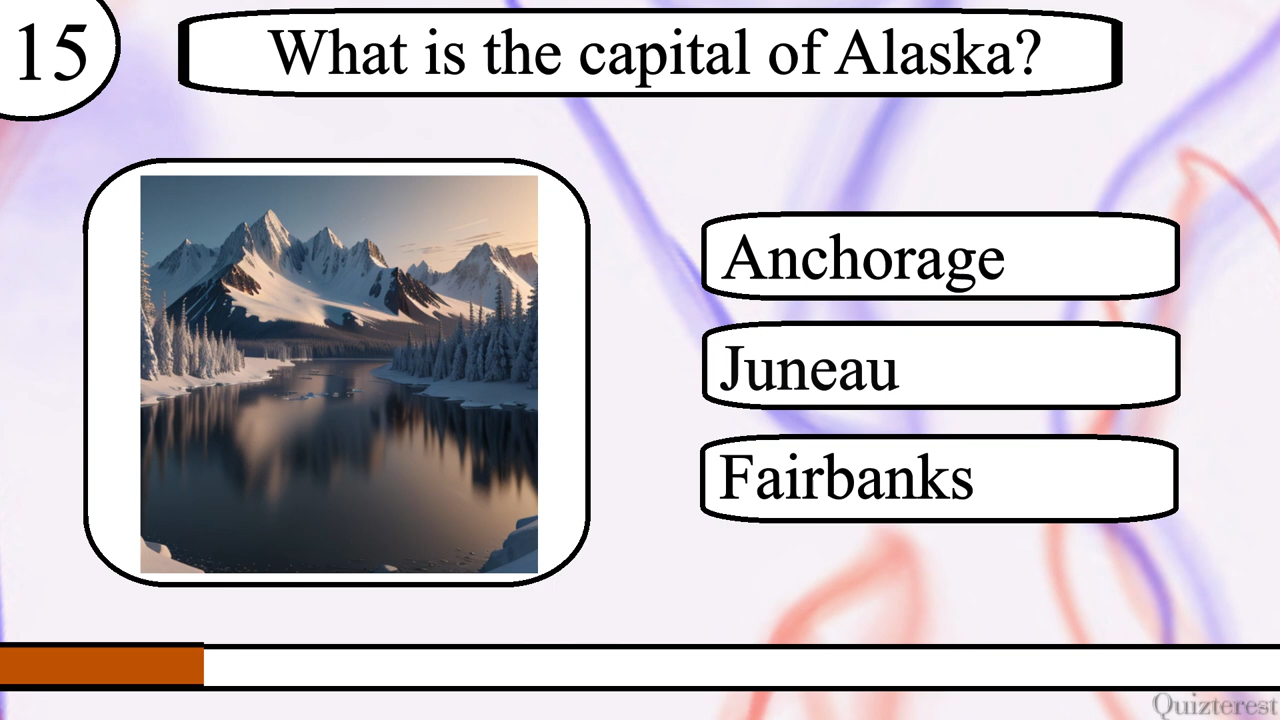 15
What is the capital of Alaska?
Anchorage
Juneau
Fairbanks
Quizterest